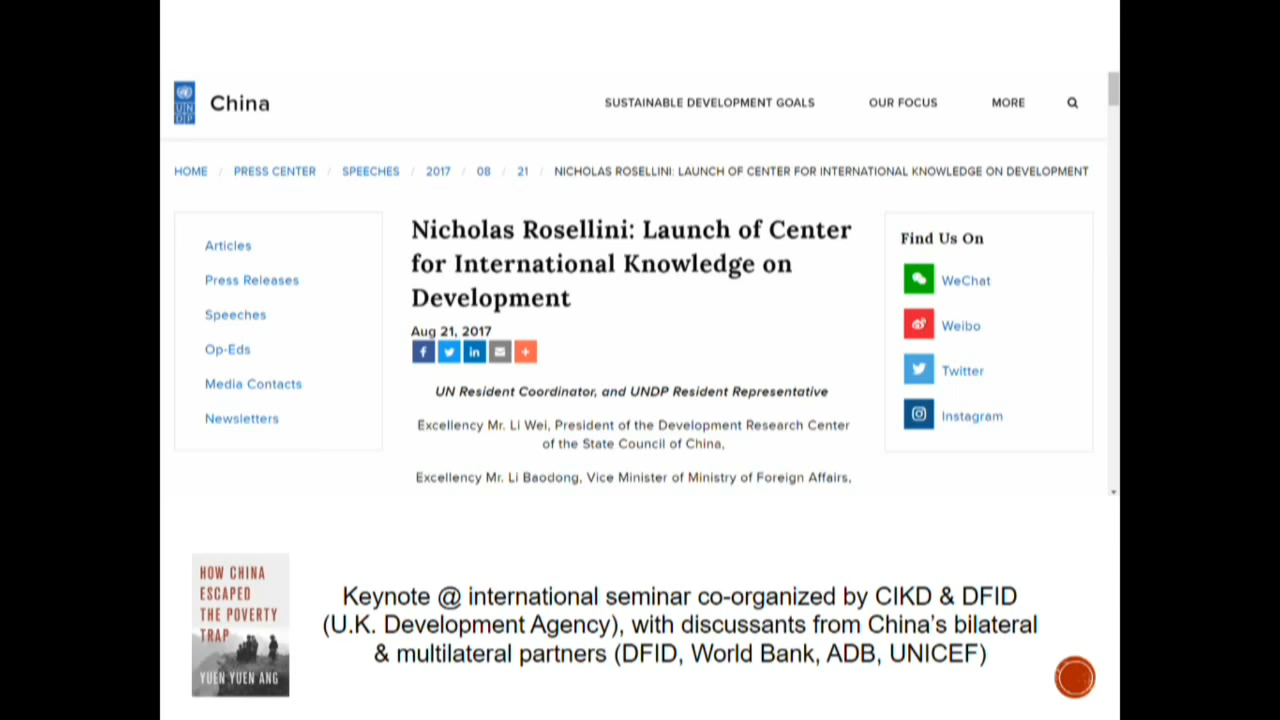 UN
DP
China
SUSTAINABLE DEVELOPMENT GOALS
OUR FOCUS
MORE
HOME / PRESS CENTER / SPEECHES / 2017 / 08 / 21 / NICHOLAS ROSELLINI: LAUNCH OF CENTER FOR INTERNATIONAL KNOWLEDGE ON DEVELOPMENT
Articles
Press Releases
Speeches
Op-Eds
Media Contacts
Newsletters
Nicholas Rosellini: Launch of Center
for International Knowledge on
Development
Aug 21, 2017
UN Resident Coordinator, and UNDP Resident Representative
Excellency Mr. Li Wei, President of the Development Research Center
of the State Council of China,
Excellency Mr. Li Baodong, Vice Minister of Ministry of Foreign Affairs,
Find Us On
WeChat
Weibo
Twitter
Instagram
HOW CHINA
ESCAPED
THE POVERTY
TRAP
YUEN YUEN ANG
Keynote @ international seminar co-organized by CIKD & DFID
(U.K. Development Agency), with discussants from China's bilateral
& multilateral partners (DFID, World Bank, ADB, UNICEF)